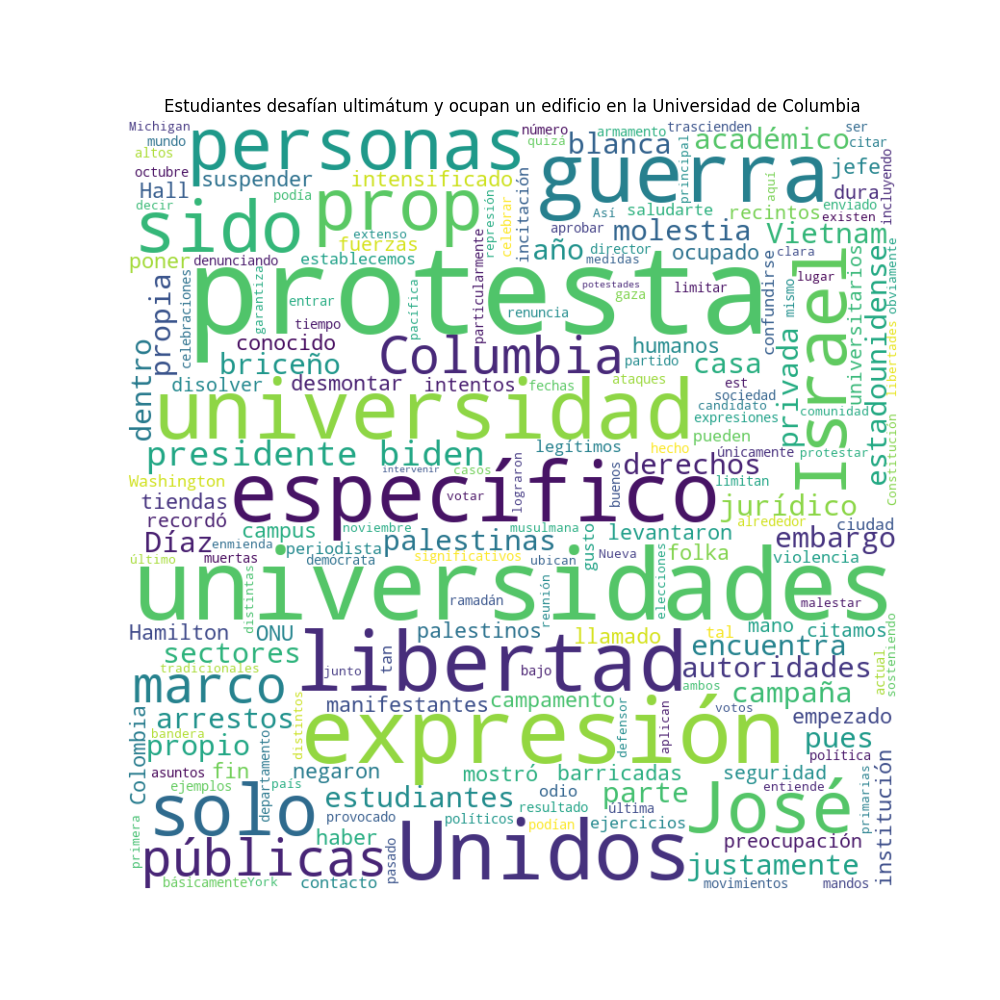 Estudiantes desafían ultimátum y ocupan un edificio en la Universidad de Columbia
Michigan
mundo
altos
octubre
Hall
decir
personas
suspender
podía
intensificado
número
quizá
armamento
blanca
trascienden
académico
ser
citar
jefe
dura
incluyendo
sido
prop
extenso
fuerzas
represión
celebrar
incitación
guerra
principal
aquí
enviado
existen
recintos
Así
saludarte
aprobar
molestia
Vietnam
poner
denunciando
establecemos
particularmente
año
director
medidas
ocupado
clara
obviamente
propia
celebraciones
protesta
garantiza
entrar
pacífica
tiempo
potestades
gaza
limitar
renuncia
confundirse
mismo
lugar
Israel
universitarios
estadounidense
libertades
conocido
Columbia
humanos
partido
casa
privada
dentro
briceño
disolver
desmontar
intentos
fechas
ataques
est
sociedad
candidato
expresiones
comunidad
universidad
pueden
Constitución
presidente
biden
intervenir
casos
legítimos
hecho
únicamente
protestar
derechos
limitan
Washington
tiendas
recordó
específico
votar
lograron
buenos
jurídico
Díaz
campus
noviembre
musulmana
levantaron
alrededor
ciudad
embargo
enmienda
periodista
palestinas
gusto
folka
violencia
último
muertas
demócrata
significativos
ubican
Nueva
distintas
universidades
ramadán
reunión
elecciones
malestar
Hamilton
ONU
palestinos
llamado
tal
mano
citamos
sosteniendo
sectores
tradicionales
junto
tan
libertad
bajo
encuentra
autoridades
actual
marco
manifestantes
campamento
ambos
campaña
Colombia
arrestos
bandera
distintos
expresión
defensor
aplican
votos
empezado
propio
departamento
pues
política
asuntos
ejemplos
fin
país
negaron
mostró
barricadas
seguridad
entiende
primarias
institución
solo
provocado
estudiantes
odio
resultado
parte
última
José
primera
haber
políticos
podían
ejercicios
preocupación
públicas
pasado
Unidos
justamente
básicamente
York
contacto
movimientos
mandos